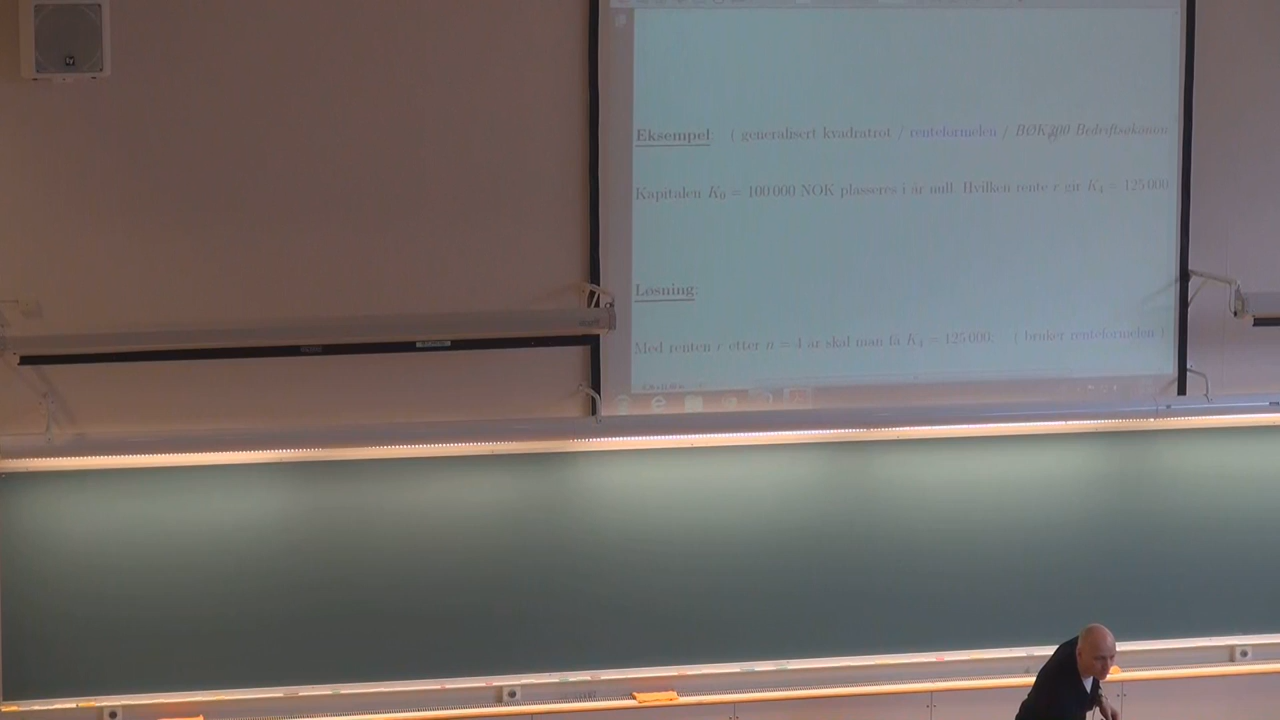 Eksempel: ( generalisert kvadratrot / renteformelen / BØK200 Bedriftsøkonom
Kapitalen K₀ = 100 000 NOK plasseres i år null. Hvilken rente r gir K₄ = 125 000
Løsning:
Med renten r etter n = 4 år skal man få K₄ = 125 000: ( bruker renteformelen )